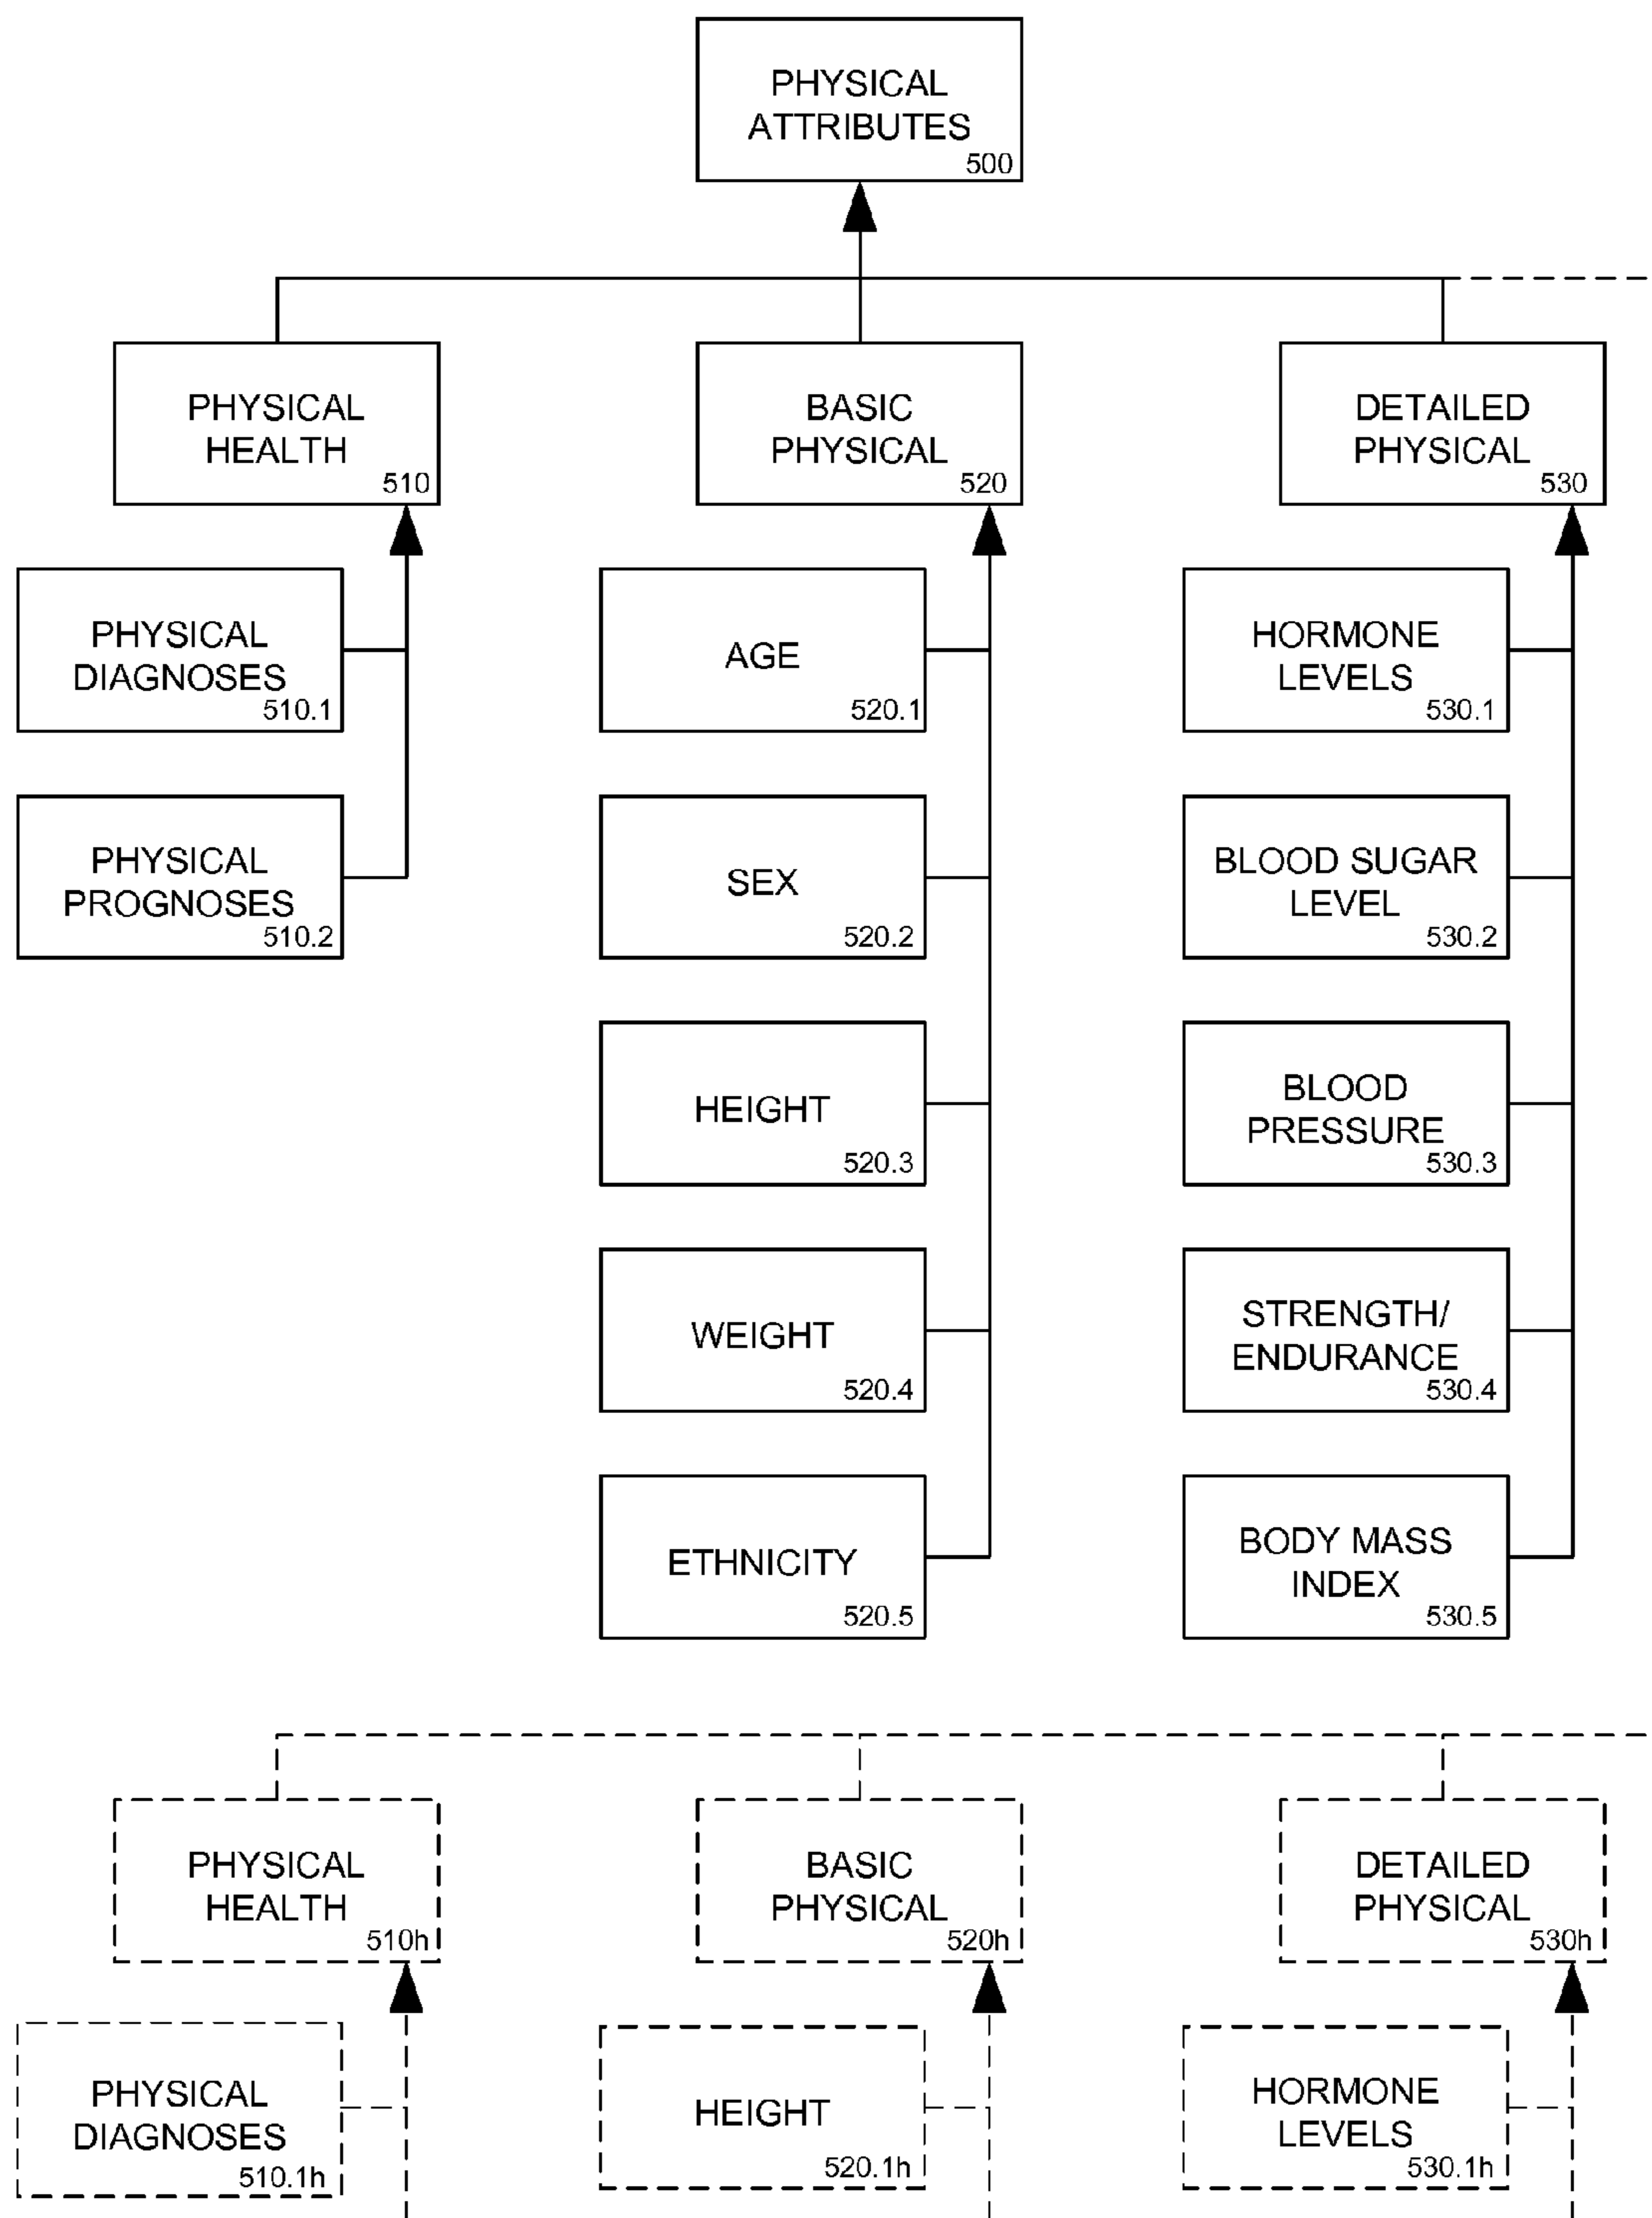 PHYSICAL
ATTRIBUTES
500
PHYSICAL
HEALTH
510
BASIC
PHYSICAL
520
DETAILED
PHYSICAL
530
PHYSICAL
DIAGNOSES
510.1
AGE
520.1
HORMONE
LEVELS
530.1
PHYSICAL
PROGNOSES
510.2
SEX
520.2
BLOOD SUGAR
LEVEL
530.2
HEIGHT
520.3
BLOOD
PRESSURE
530.3
WEIGHT
520.4
STRENGTH/
ENDURANCE
530.4
ETHNICITY
520.5
BODY MASS
INDEX
530.5
PHYSICAL
HEALTH
510h
BASIC
PHYSICAL
520h
DETAILED
PHYSICAL
530h
PHYSICAL
DIAGNOSES
510.1h
HEIGHT
520.1h
HORMONE
LEVELS
530.1h